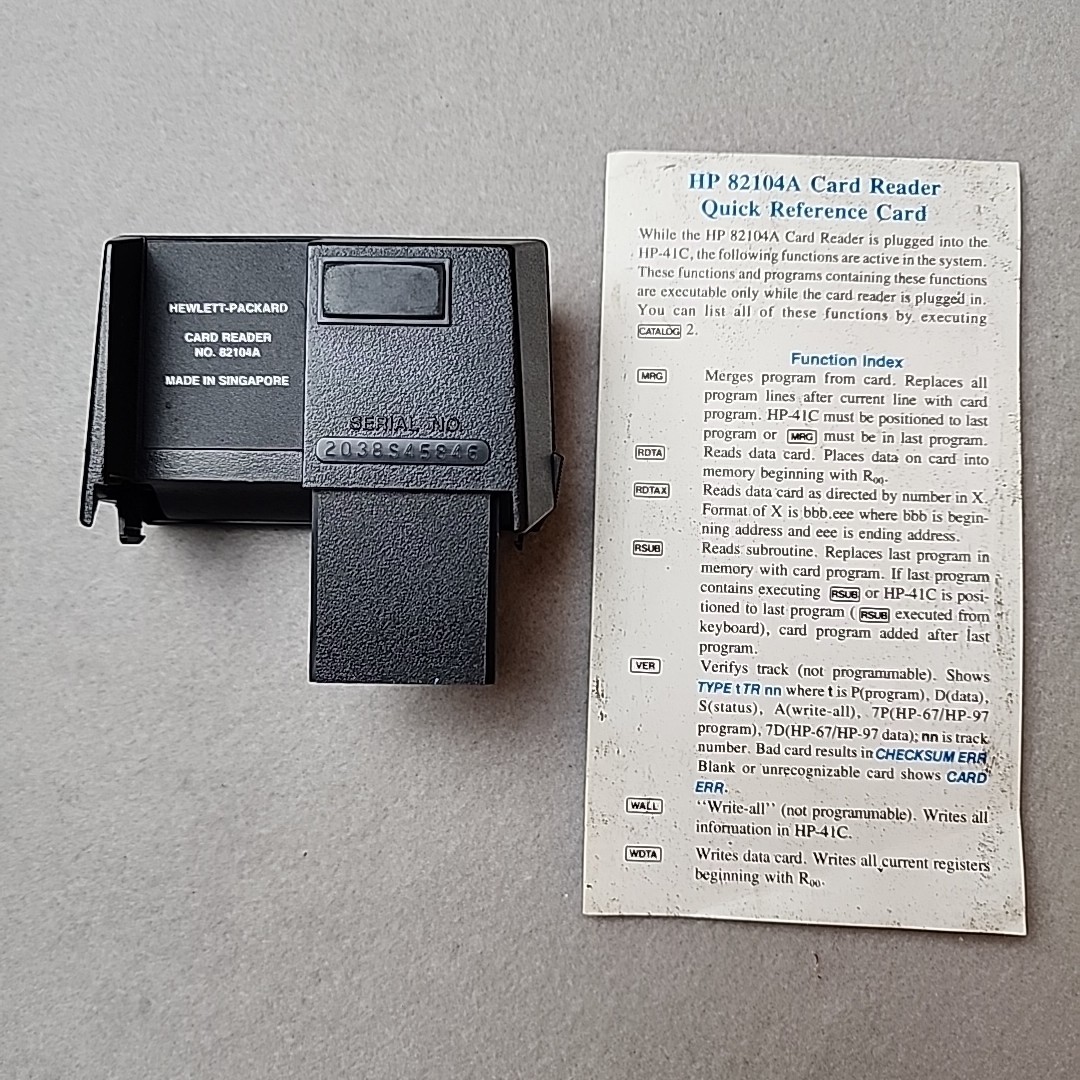 HEWLETT-PACKARD
CARD READER
NO. 82104A
MADE IN SINGAPORE
SERIAL NO.
2038S45846
HP 82104A Card Reader
Quick Reference Card
While the HP 82104A Card Reader is plugged into the
HP-41C, the following functions are active in the system.
These functions and programs containing these functions
are executable only while the card reader is plugged in.
You can list all of these functions by executing
CATALOG 2.
Function Index
MRG Merges program from card. Replaces all
program lines after current line with card
program. HP-41C must be positioned to last
program or MRG must be in last program.
RDTA Reads data card. Places data on card into
memory beginning with R00.
RDTAX Reads data card as directed by number in X.
Format of X is bbb.eee where bbb is begin-
ning address and eee is ending address.
RSUB Reads subroutine. Replaces last program in
memory with card program. If last program
contains executing RSUB or HP-41C is posi-
tioned to last program ( RSUB executed from
keyboard), card program added after last
program.
VER Verifys track (not programmable). Shows
TYPE t TR nn where t is P(program), D(data),
S(status), A(write-all), 7P(HP-67/HP-97
program), 7D(HP-67/HP-97 data); nn is track
number. Bad card results in CHECKSUM ERR
Blank or unrecognizable card shows CARD
ERR.
WALL "Write-all" (not programmable). Writes all
information in HP-41C.
WDTA Writes data card. Writes all current registers
beginning with R00.